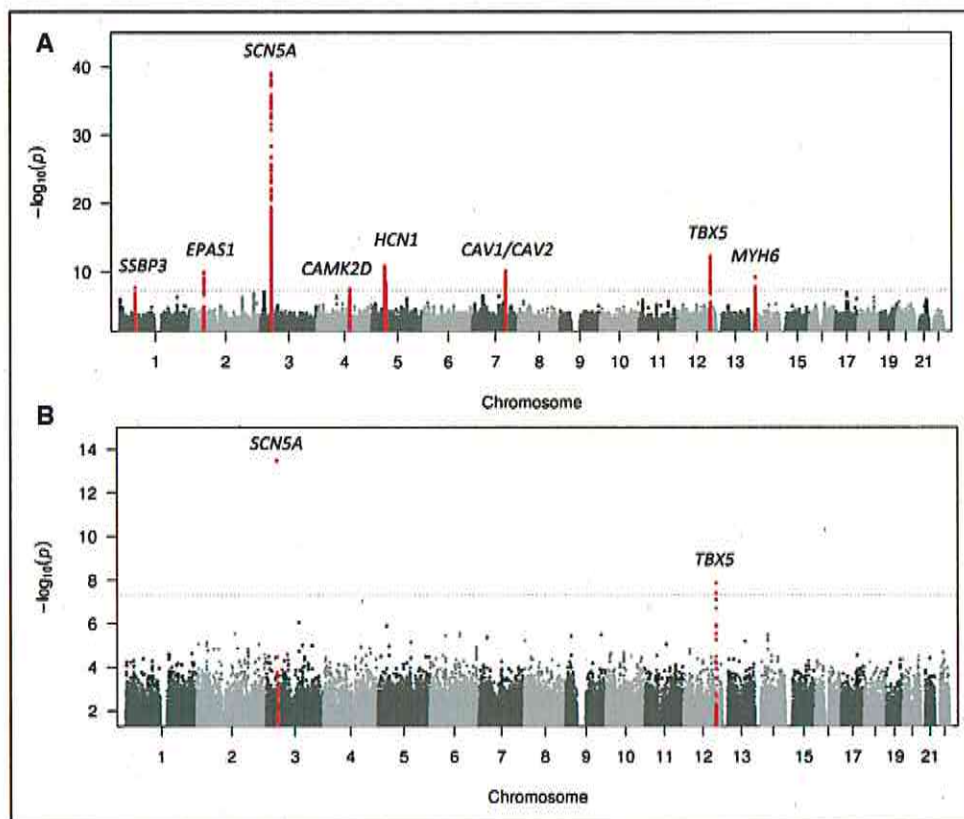 A
SCN5A
40
30
20
10
−log10(p)
SSBP3
EPAS1
CAMK2D
HCN1
CAV1/CAV2
TBX5
MYH6
1 2 3 4 5 6 7 8 9 10 11 12 13 15 17 19 21
Chromosome
B
SCN5A
14
12
10
8
6
4
2
−log10(p)
TBX5
1 2 3 4 5 6 7 8 9 10 11 12 13 15 17 19 21
Chromosome